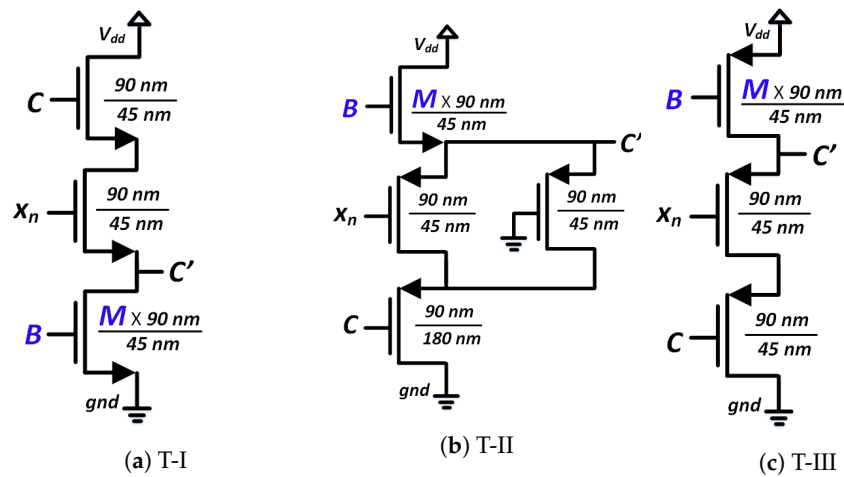 Vdd
C
90 nm
45 nm
xn
90 nm
45 nm
C’
B
M X 90 nm
45 nm
gnd
(a) T-I
Vdd
B
M X 90 nm
45 nm
C’
xn
90 nm
45 nm
90 nm
45 nm
C
90 nm
180 nm
gnd
(b) T-II
Vdd
B
M X 90 nm
45 nm
C’
xn
90 nm
45 nm
C
90 nm
45 nm
gnd
(c) T-III